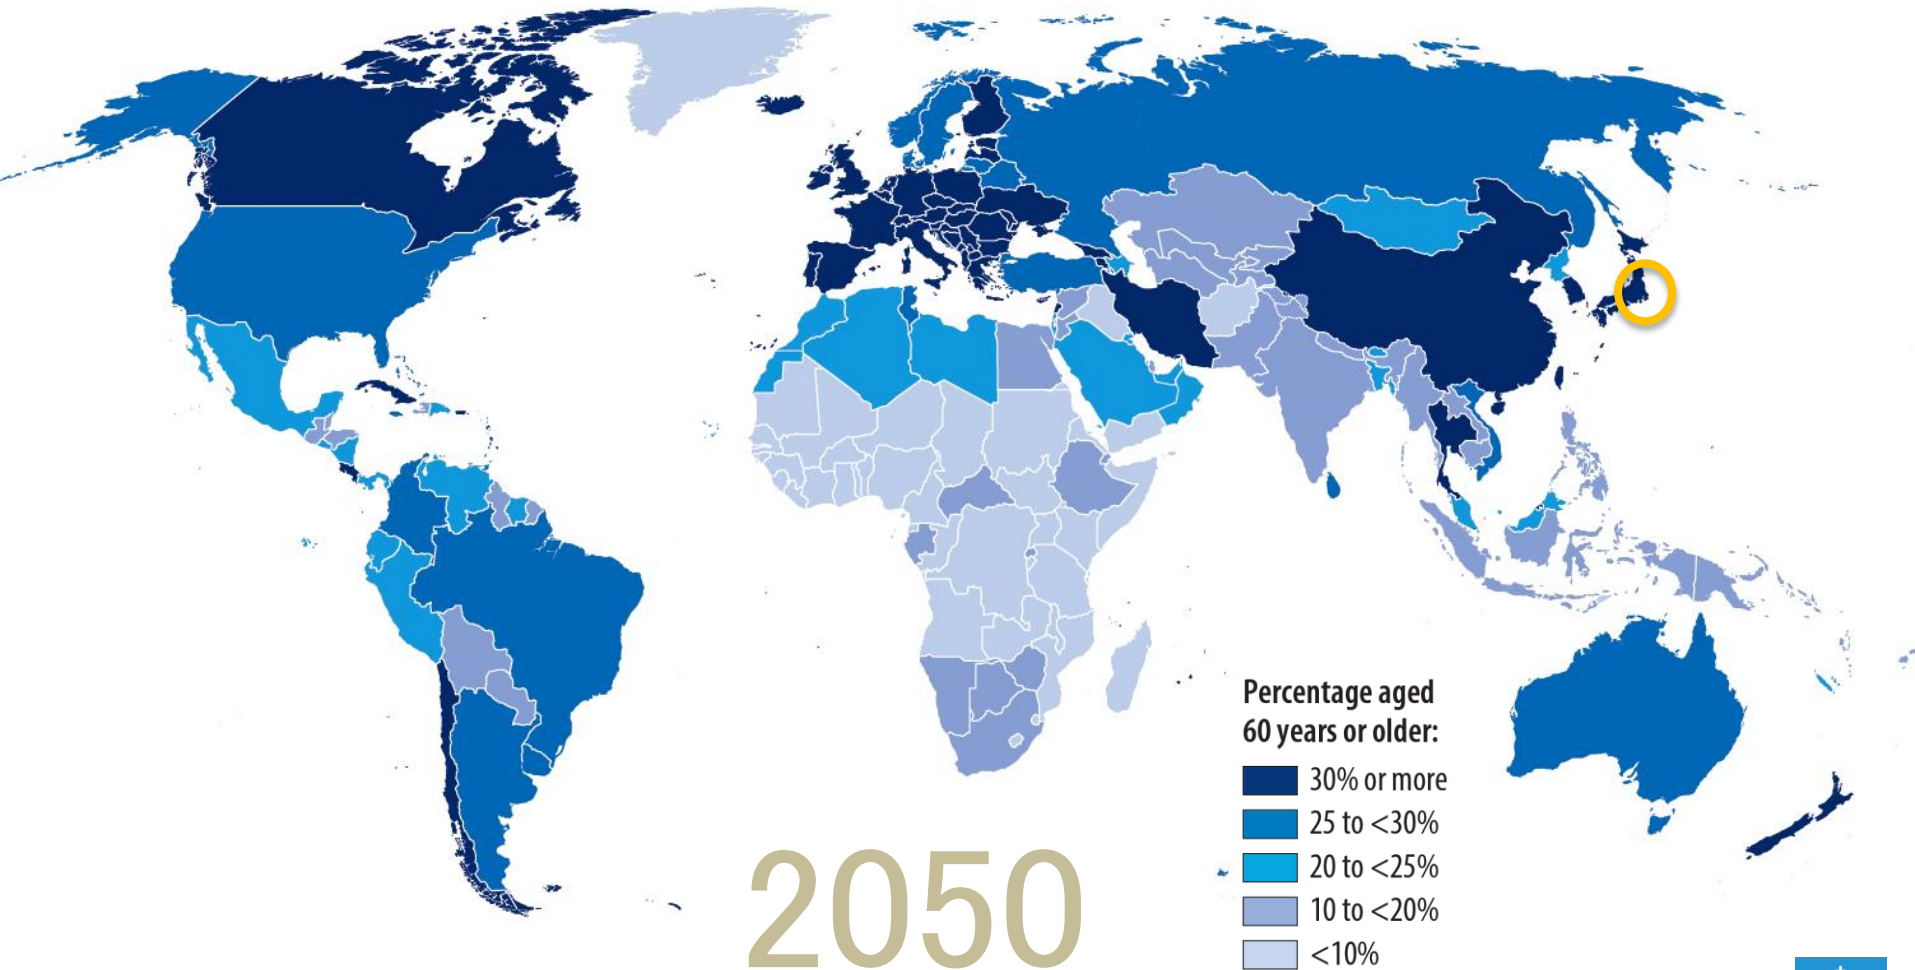 Percentage aged
60 years or older:
30% or more
25 to <30%
20 to <25%
10 to <20%
<10%
2050